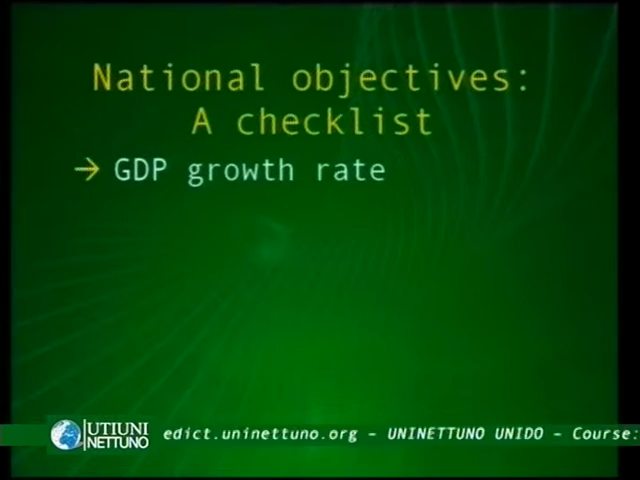 National objectives:
A checklist
→ GDP growth rate
UTIUNI
NETTUNO
edict.uninettuno.org – UNINETTUNO UNIDO – Course: